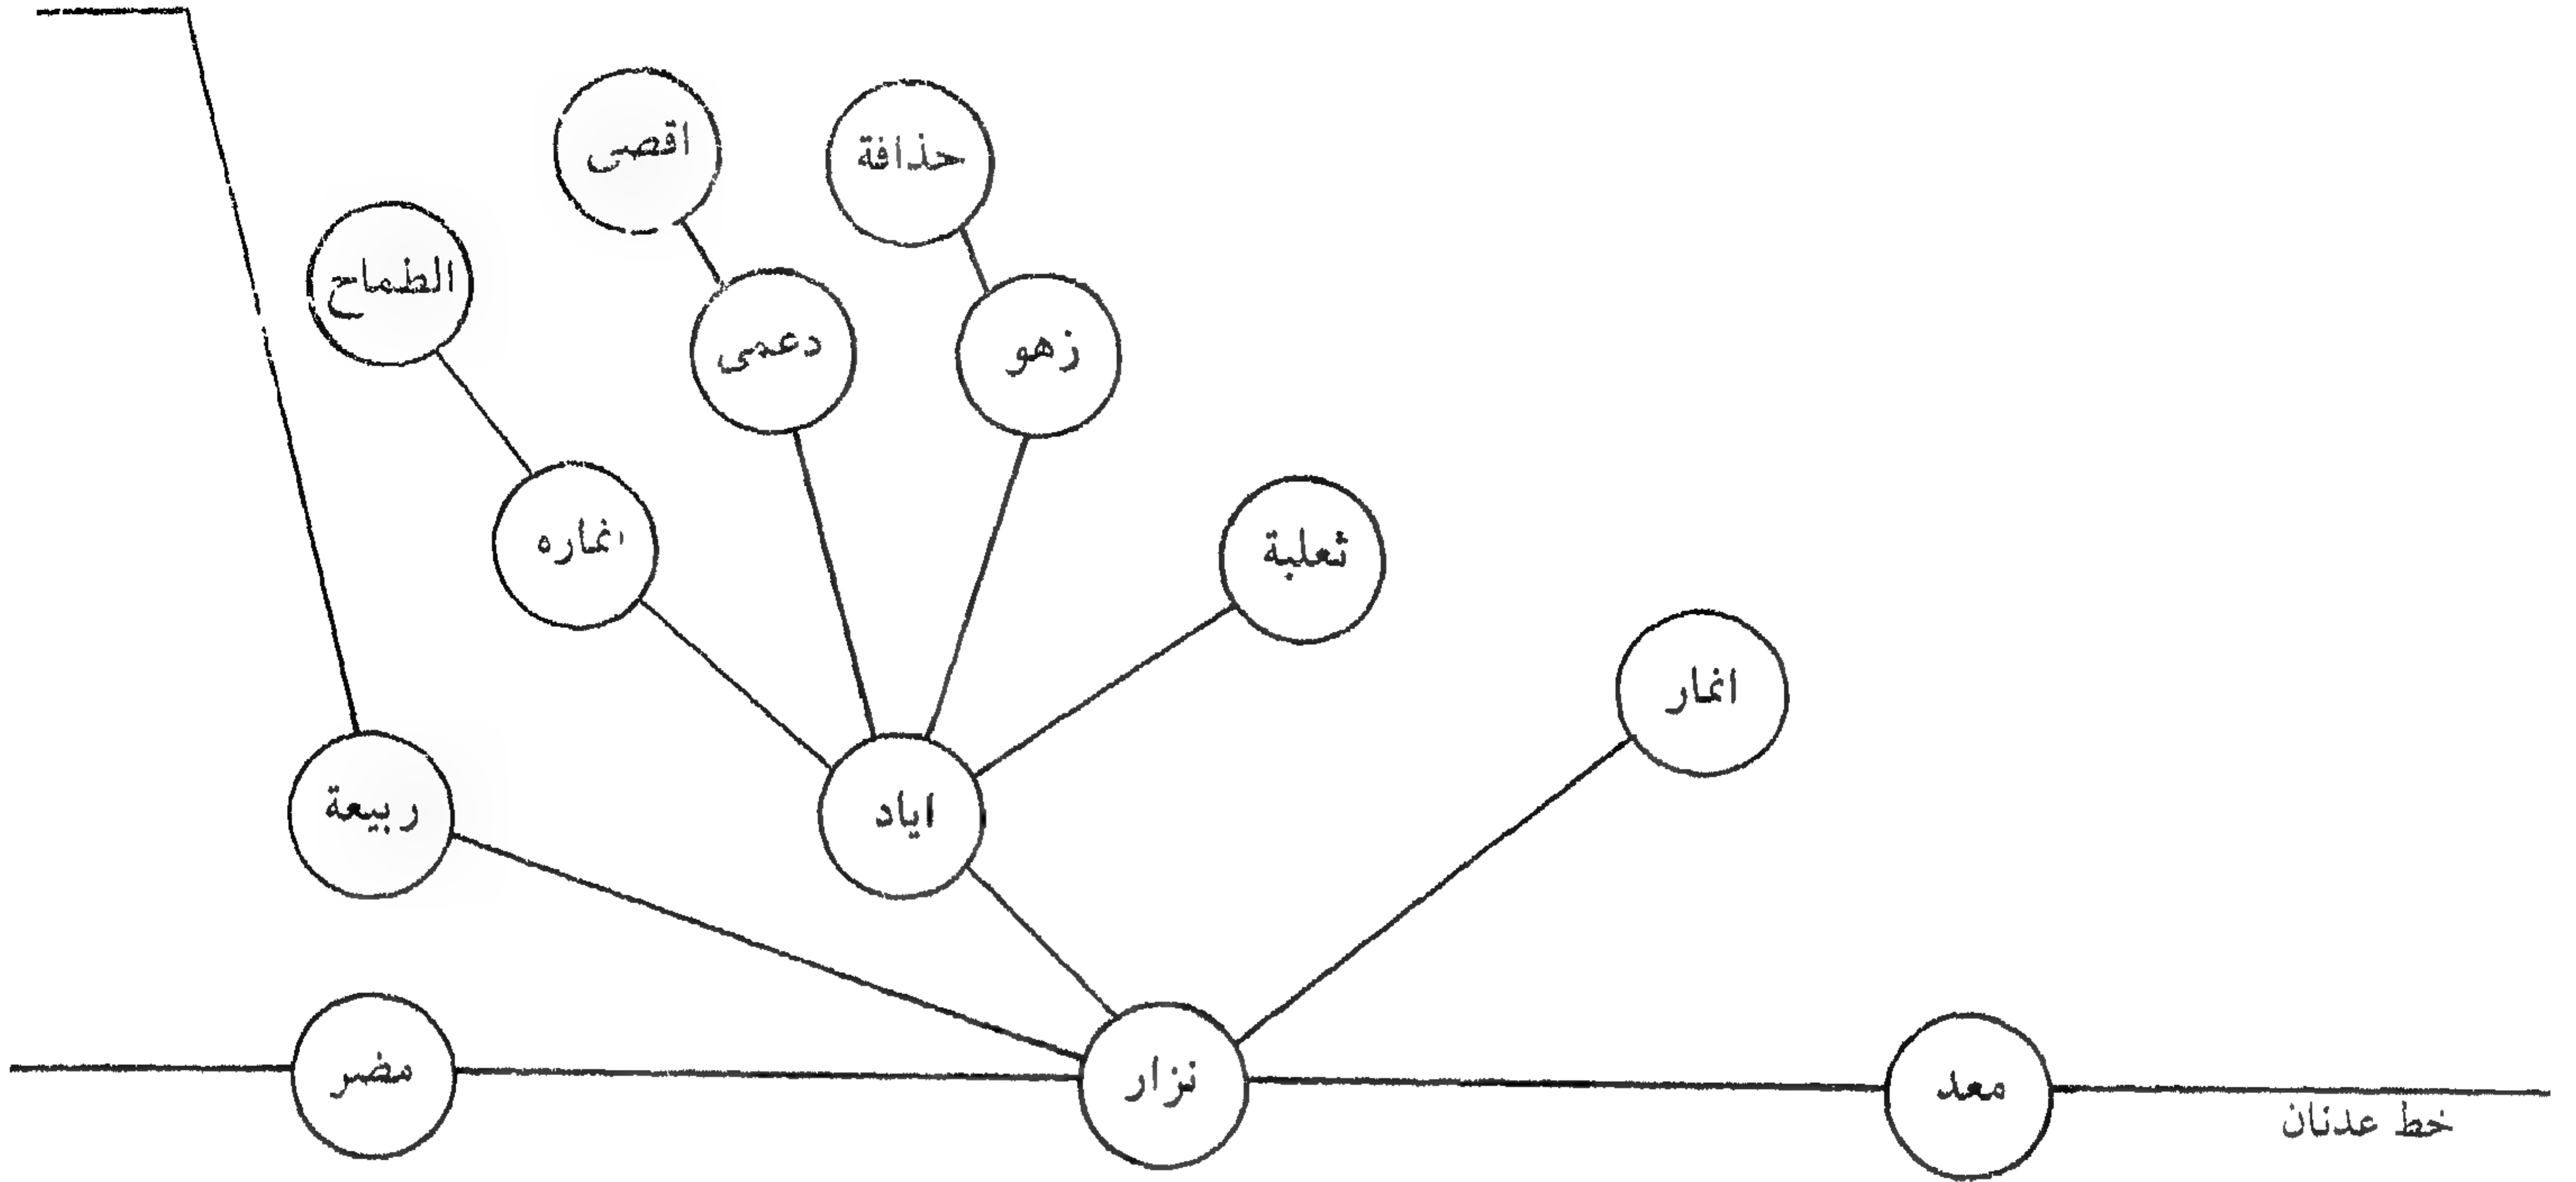 حذافة
اقصى
الطماح
زهو
دعمى
انماره
ثعلبة
انمار
اياد
ربيعة
معد
نزار
مضر
خط عدنان